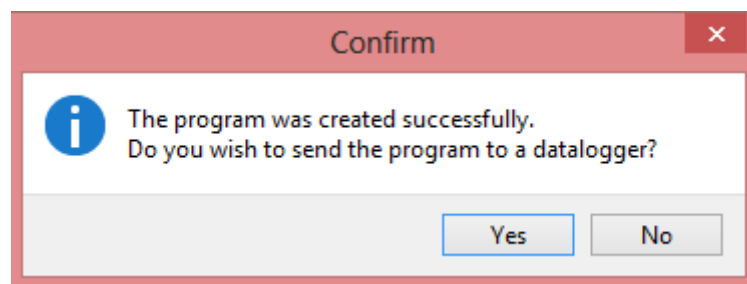 Confirm
The program was created successfully.
Do you wish to send the program to a datalogger?
Yes No